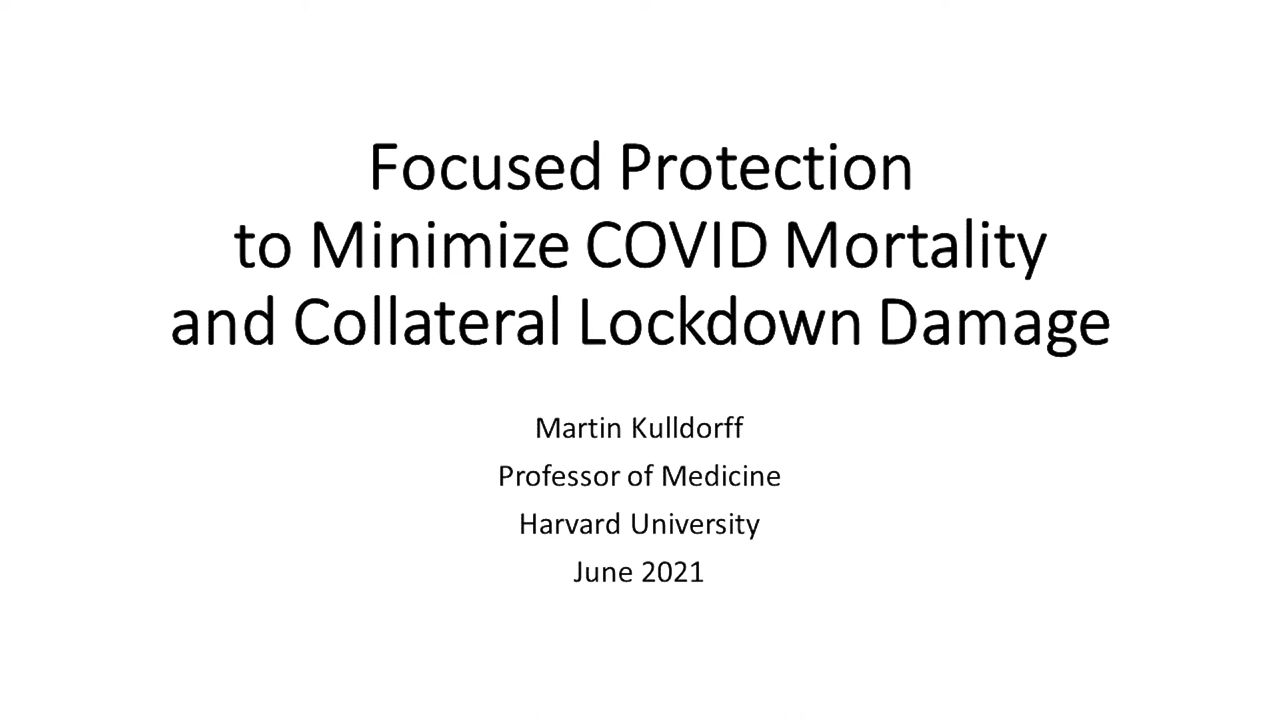 Focused Protection
to Minimize COVID Mortality
and Collateral Lockdown Damage
Martin Kulldorff
Professor of Medicine
Harvard University
June 2021